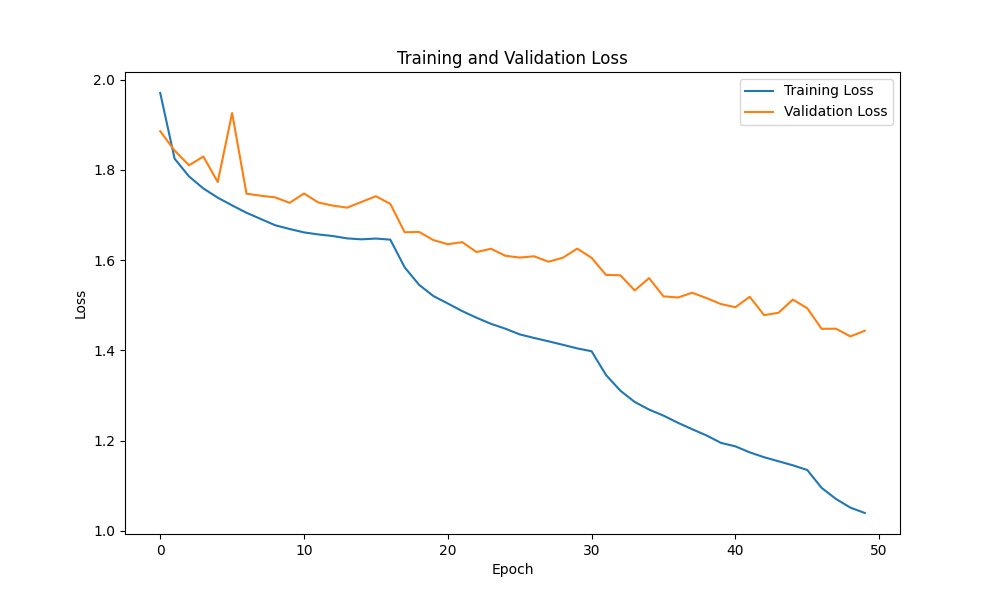 Training and Validation Loss
Training Loss
Validation Loss
2.0
1.8
1.6
1.4
1.2
1.0
Loss
0 10 20 30 40 50
Epoch